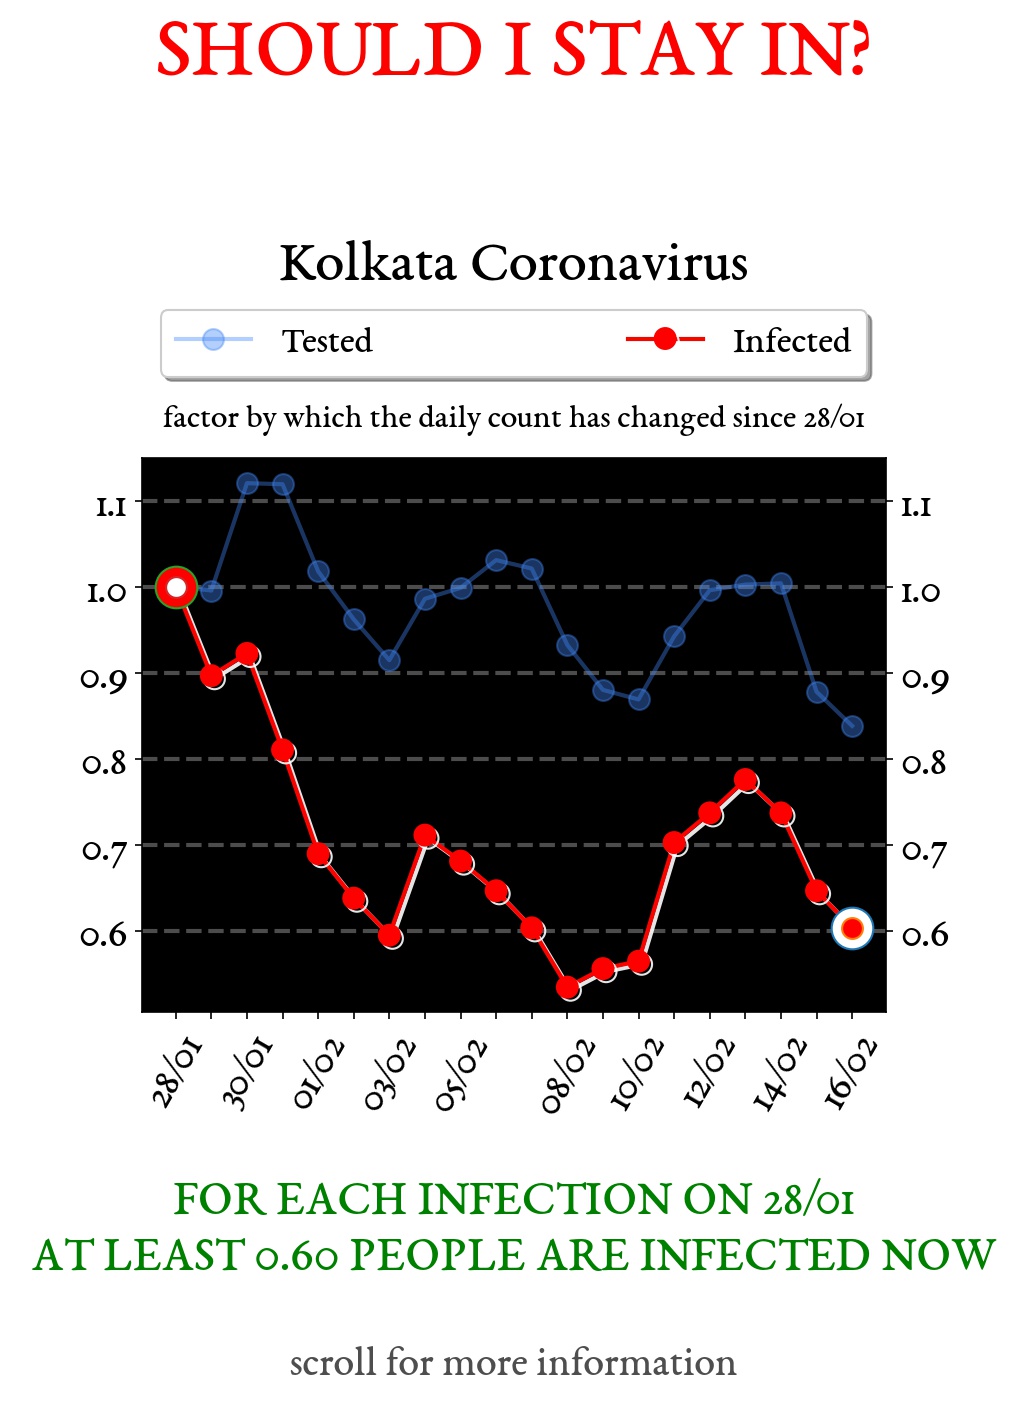 SHOULD I STAY IN?
Kolkata Coronavirus
Tested Infected
factor by which the daily count has changed since 28/01
1.1 1.1
1.0 1.0
0.9 0.9
0.8 0.8
0.7 0.7
0.6 0.6
28/01 30/01 01/02 03/02 05/02 08/02 10/02 12/02 14/02 16/02
FOR EACH INFECTION ON 28/01
AT LEAST 0.60 PEOPLE ARE INFECTED NOW
scroll for more information